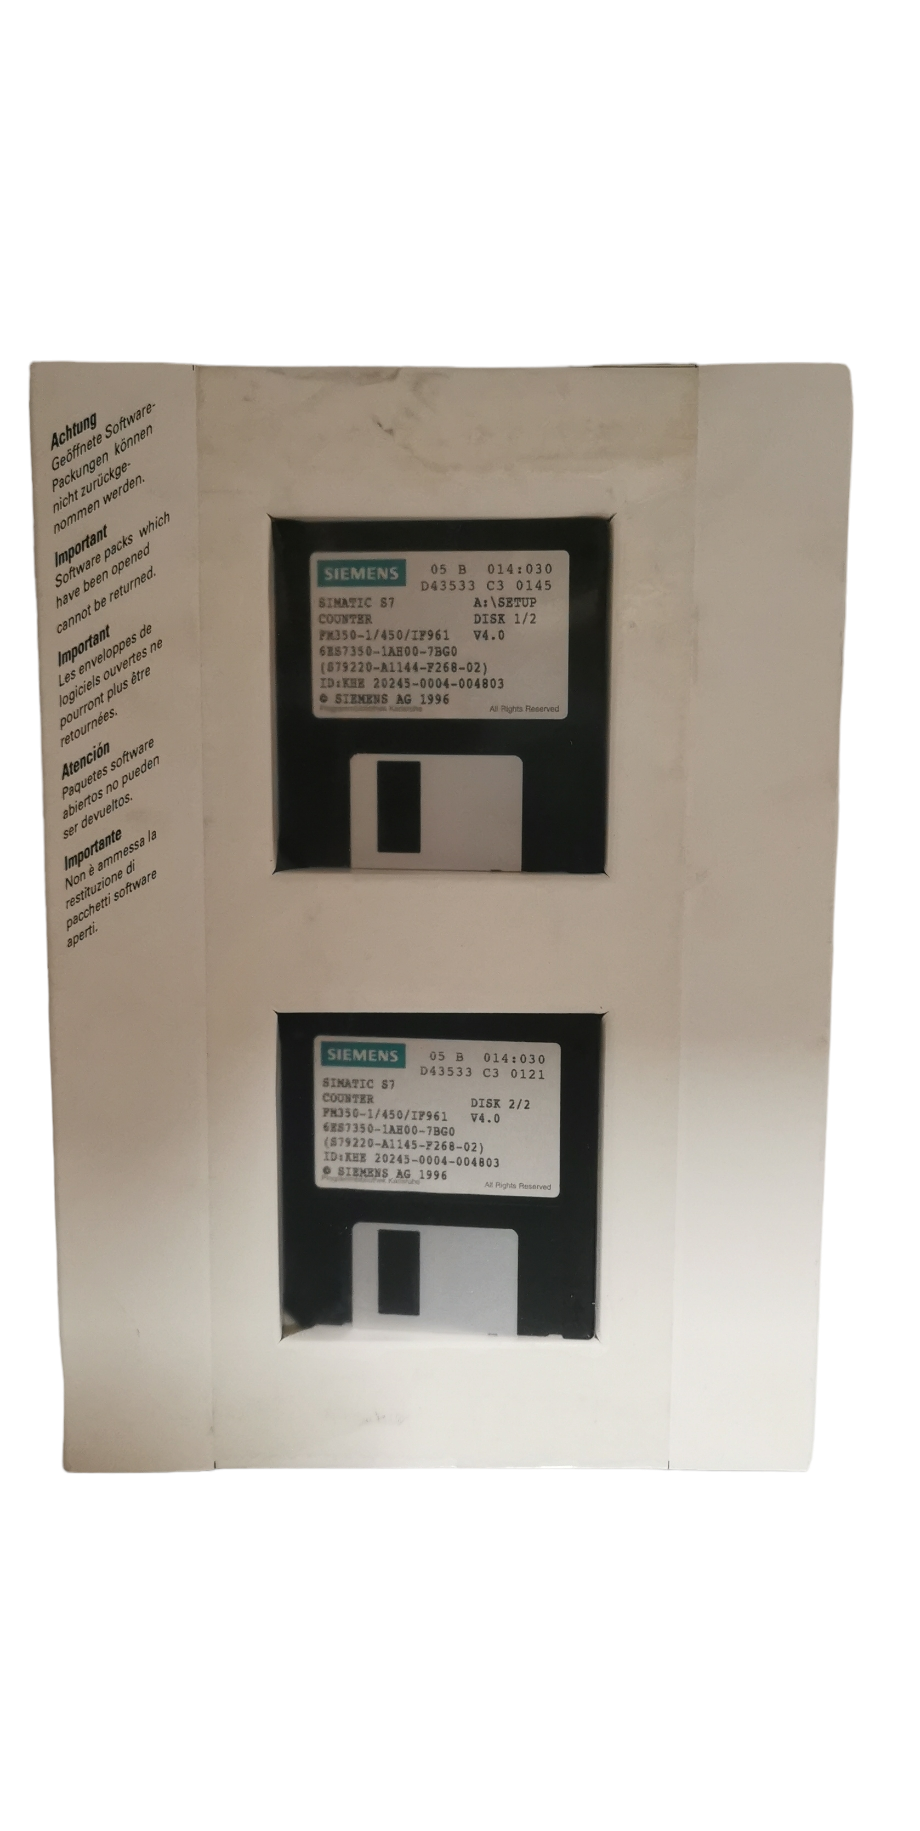 Achtung
Geöffnete Software-
Packungen können
nicht zurückge-
nommen werden.
Important
Software packs which
have been opened
cannot be returned.
Important
Les enveloppes de
logiciels ouvertes ne
pourront plus être
retournées.
Atención
Paquetes software
abiertos no pueden
ser devueltos.
Importante
Non è ammessa la
restituzione di
pacchetti software
aperti.
SIEMENS 05 B 014:030
D43533 C3 0145
SIMATIC S7 A:\SETUP
COUNTER DISK 1/2
FM350-1/450/IF961 V4.0
6ES7350-1AH00-7BG0
(S79220-A1144-F268-02)
ID:KHE 20245-0004-004803
© SIEMENS AG 1996
Programmbibliothek Karlsruhe All Rights Reserved
SIEMENS 05 B 014:030
D43533 C3 0121
SIMATIC S7
COUNTER DISK 2/2
FM350-1/450/IF961 V4.0
6ES7350-1AH00-7BG0
(S79220-A1145-F268-02)
ID:KHE 20245-0004-004803
© SIEMENS AG 1996
Programmbibliothek Karlsruhe All Rights Reserved